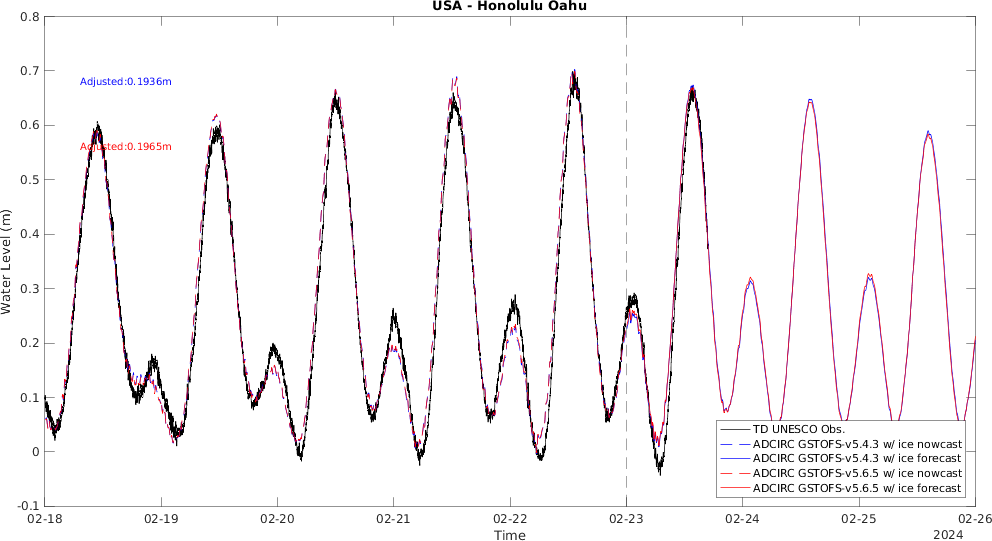 USA - Honolulu Oahu
0.8
0.7
0.6
0.5
0.4
0.3
0.2
0.1
0
-0.1
Water Level (m)
Adjusted:0.1936m
Adjusted:0.1965m
TD UNESCO Obs.
ADCIRC GSTOFS-v5.4.3 w/ ice nowcast
ADCIRC GSTOFS-v5.4.3 w/ ice forecast
ADCIRC GSTOFS-v5.6.5 w/ ice nowcast
ADCIRC GSTOFS-v5.6.5 w/ ice forecast
02-18 02-19 02-20 02-21 02-22 02-23 02-24 02-25 02-26
Time
2024